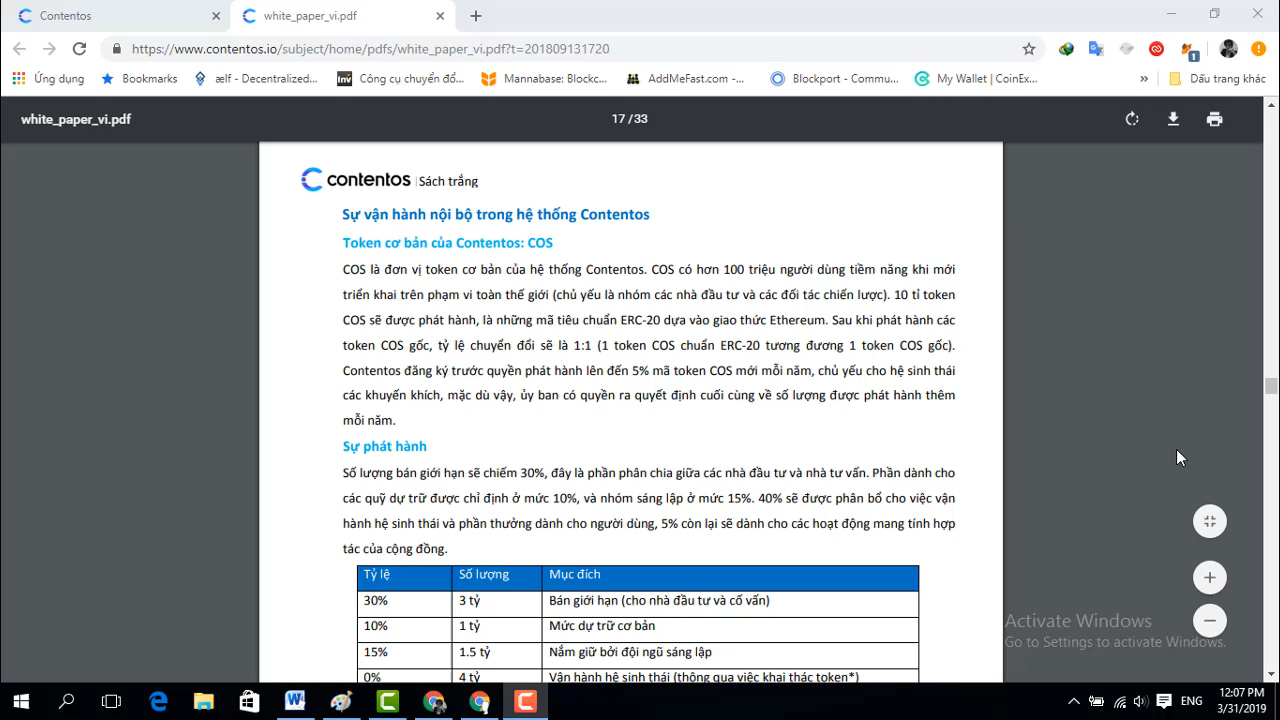 Contentos
white_paper_vi.pdf
https://www.contentos.io/subject/home/pdfs/white_paper_vi.pdf?t=201809131720
1
Ứng dụng Bookmarks ælf - Decentralized... Inv Công cụ chuyển đổ... Mannabase: Blockc... AddMeFast.com -... Blockport - Commu... My Wallet | CoinEx... » Dấu trang khác
white_paper_vi.pdf 17 / 33
contentos | Sách trắng
Sự vận hành nội bộ trong hệ thống Contentos
Token cơ bản của Contentos: COS
COS là đơn vị token cơ bản của hệ thống Contentos. COS có hơn 100 triệu người dùng tiềm năng khi mới
triển khai trên phạm vi toàn thế giới (chủ yếu là nhóm các nhà đầu tư và các đối tác chiến lược). 10 tỉ token
COS sẽ được phát hành, là những mã tiêu chuẩn ERC-20 dựa vào giao thức Ethereum. Sau khi phát hành các
token COS gốc, tỷ lệ chuyển đổi sẽ là 1:1 (1 token COS chuẩn ERC-20 tương đương 1 token COS gốc).
Contentos đăng ký trước quyền phát hành lên đến 5% mã token COS mới mỗi năm, chủ yếu cho hệ sinh thái
các khuyến khích, mặc dù vậy, ủy ban có quyền ra quyết định cuối cùng về số lượng được phát hành thêm
mỗi năm.
Sự phát hành
Số lượng bán giới hạn sẽ chiếm 30%, đây là phần phân chia giữa các nhà đầu tư và nhà tư vấn. Phần dành cho
các quỹ dự trữ được chỉ định ở mức 10%, và nhóm sáng lập ở mức 15%. 40% sẽ được phân bổ cho việc vận
hành hệ sinh thái và phần thưởng dành cho người dùng, 5% còn lại sẽ dành cho các hoạt động mang tính hợp
tác của cộng đồng.
Tỷ lệ Số lượng Mục đích
30% 3 tỷ Bán giới hạn (cho nhà đầu tư và cố vấn)
10% 1 tỷ Mức dự trữ cơ bản
15% 1.5 tỷ Nắm giữ bởi đội ngũ sáng lập
0% 4 tỷ Vận hành hệ sinh thái (thông qua việc khai thác token*)
Activate Windows
Go to Settings to activate Windows.
ENG
12:07 PM
3/31/2019